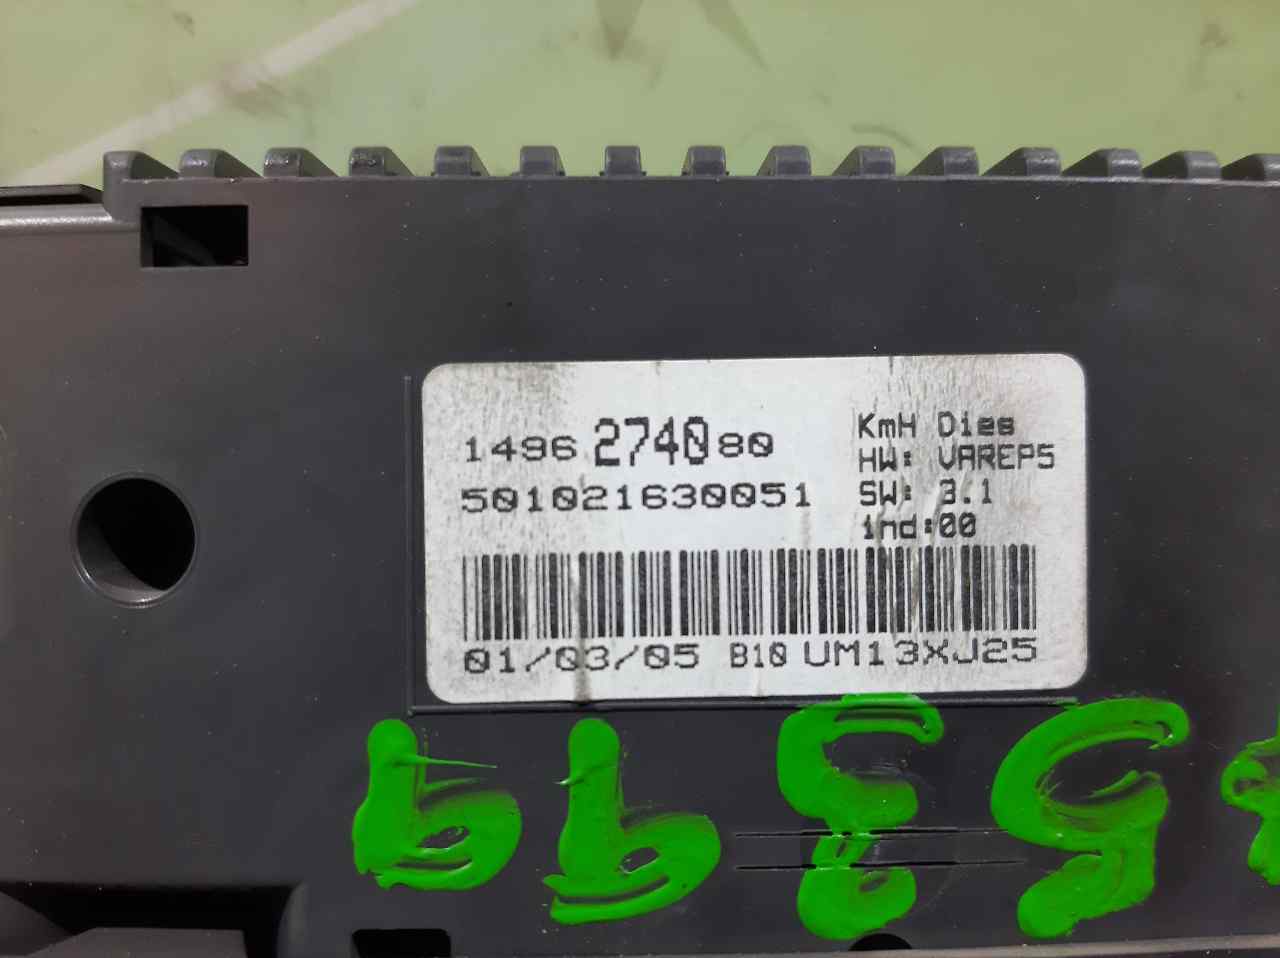 1496 2740 80
501021630051
KmH Dies
HW: VAREP5
SW: 3.1
ind:00
01/03/05 B10 UM13XJ25